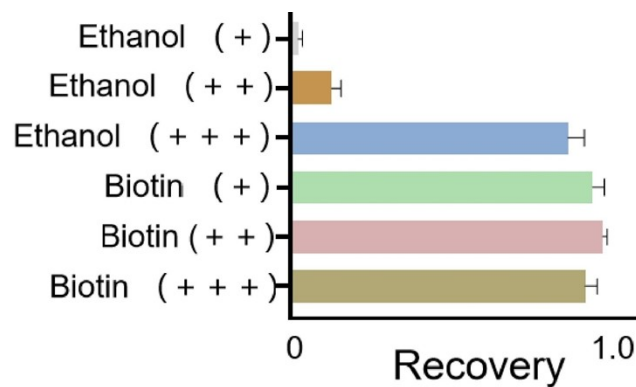 Ethanol ( + )
Ethanol ( + + )
Ethanol ( + + + )
Biotin ( + )
Biotin ( + + )
Biotin ( + + + )
0 1.0
Recovery